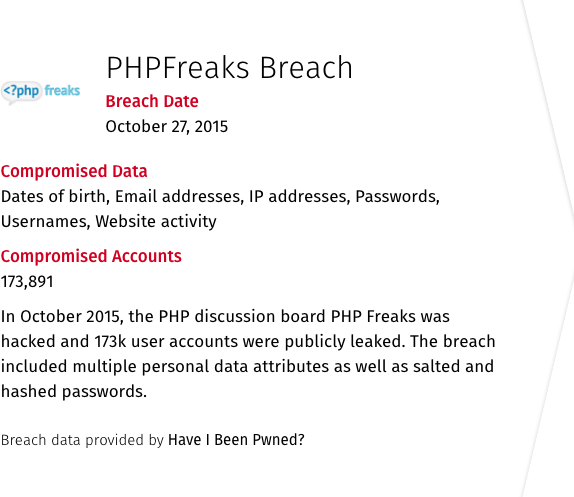 <?php freaks
PHPFreaks Breach
Breach Date
October 27, 2015
Compromised Data
Dates of birth, Email addresses, IP addresses, Passwords,
Usernames, Website activity
Compromised Accounts
173,891
In October 2015, the PHP discussion board PHP Freaks was
hacked and 173k user accounts were publicly leaked. The breach
included multiple personal data attributes as well as salted and
hashed passwords.
Breach data provided by Have I Been Pwned?